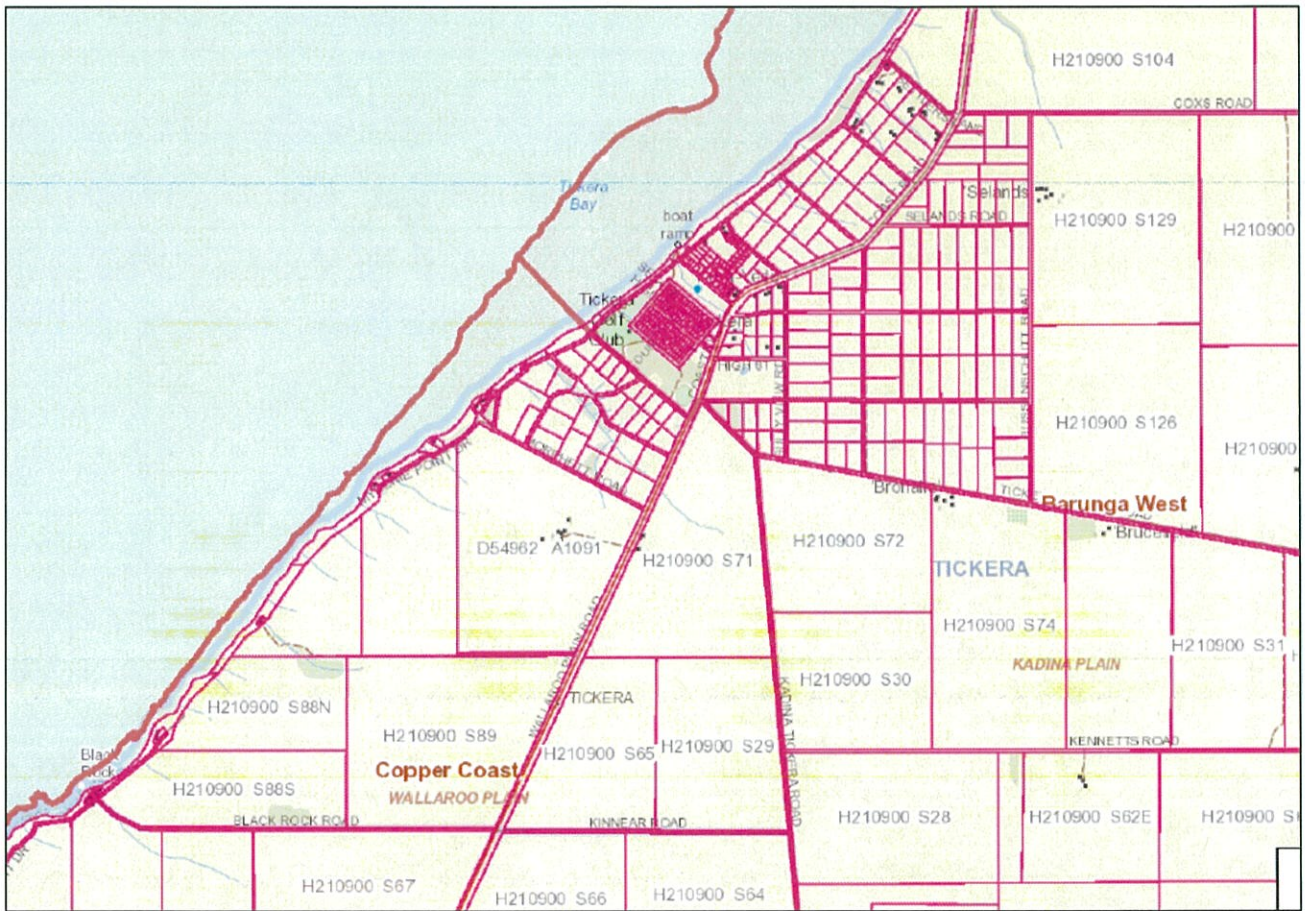 H210900 S104
COXS ROAD
Tickera
Bay
boat
ramp
COAST ROAD
'Selands
SELANDS ROAD
H210900 S129
H210900
Tickera
Golf
Club
HIGH ST
H210900 S126
H210900
Barunga West
D54962 A1091
H210900 S71
H210900 S72
TICKERA
H210900 S74
H210900 S31
KADINA PLAIN
H210900 S30
WALLAROO PLAIN ROAD
TICKERA
KADINA TICKERA ROAD
H210900 S88N
H210900 S89
H210900 S65
H210900 S29
KENNETTS ROAD
Black
Rock
Copper Coast
WALLAROO PLAIN
H210900 S88S
BLACK ROCK ROAD
KINNEAR ROAD
H210900 S28
H210900 S62E
H210900
H210900 S67
H210900 S66
H210900 S64